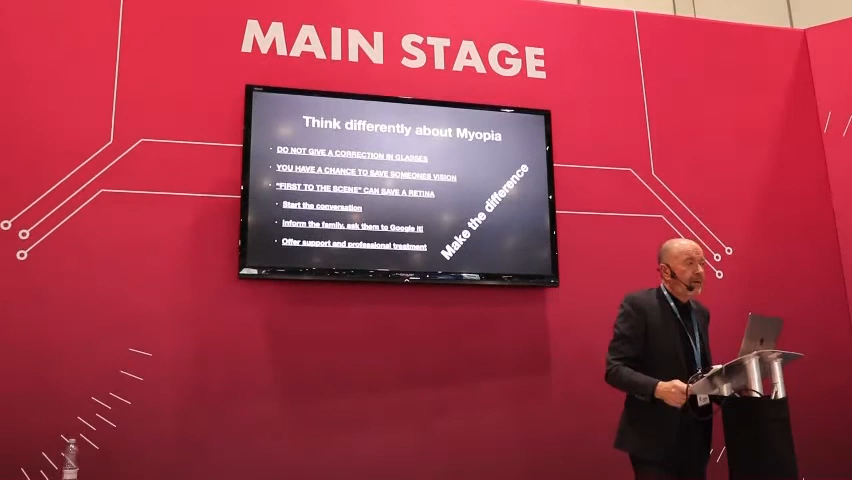 MAIN STAGE
Think differently about Myopia
DO NOT GIVE A CORRECTION IN GLASSES
YOU HAVE A CHANCE TO SAVE SOMEONES VISION
"FIRST TO THE SCENE" CAN SAVE A RETINA
Start the conversation
Inform the family, ask them to Google it!
Offer support and professional treatment
Make the difference